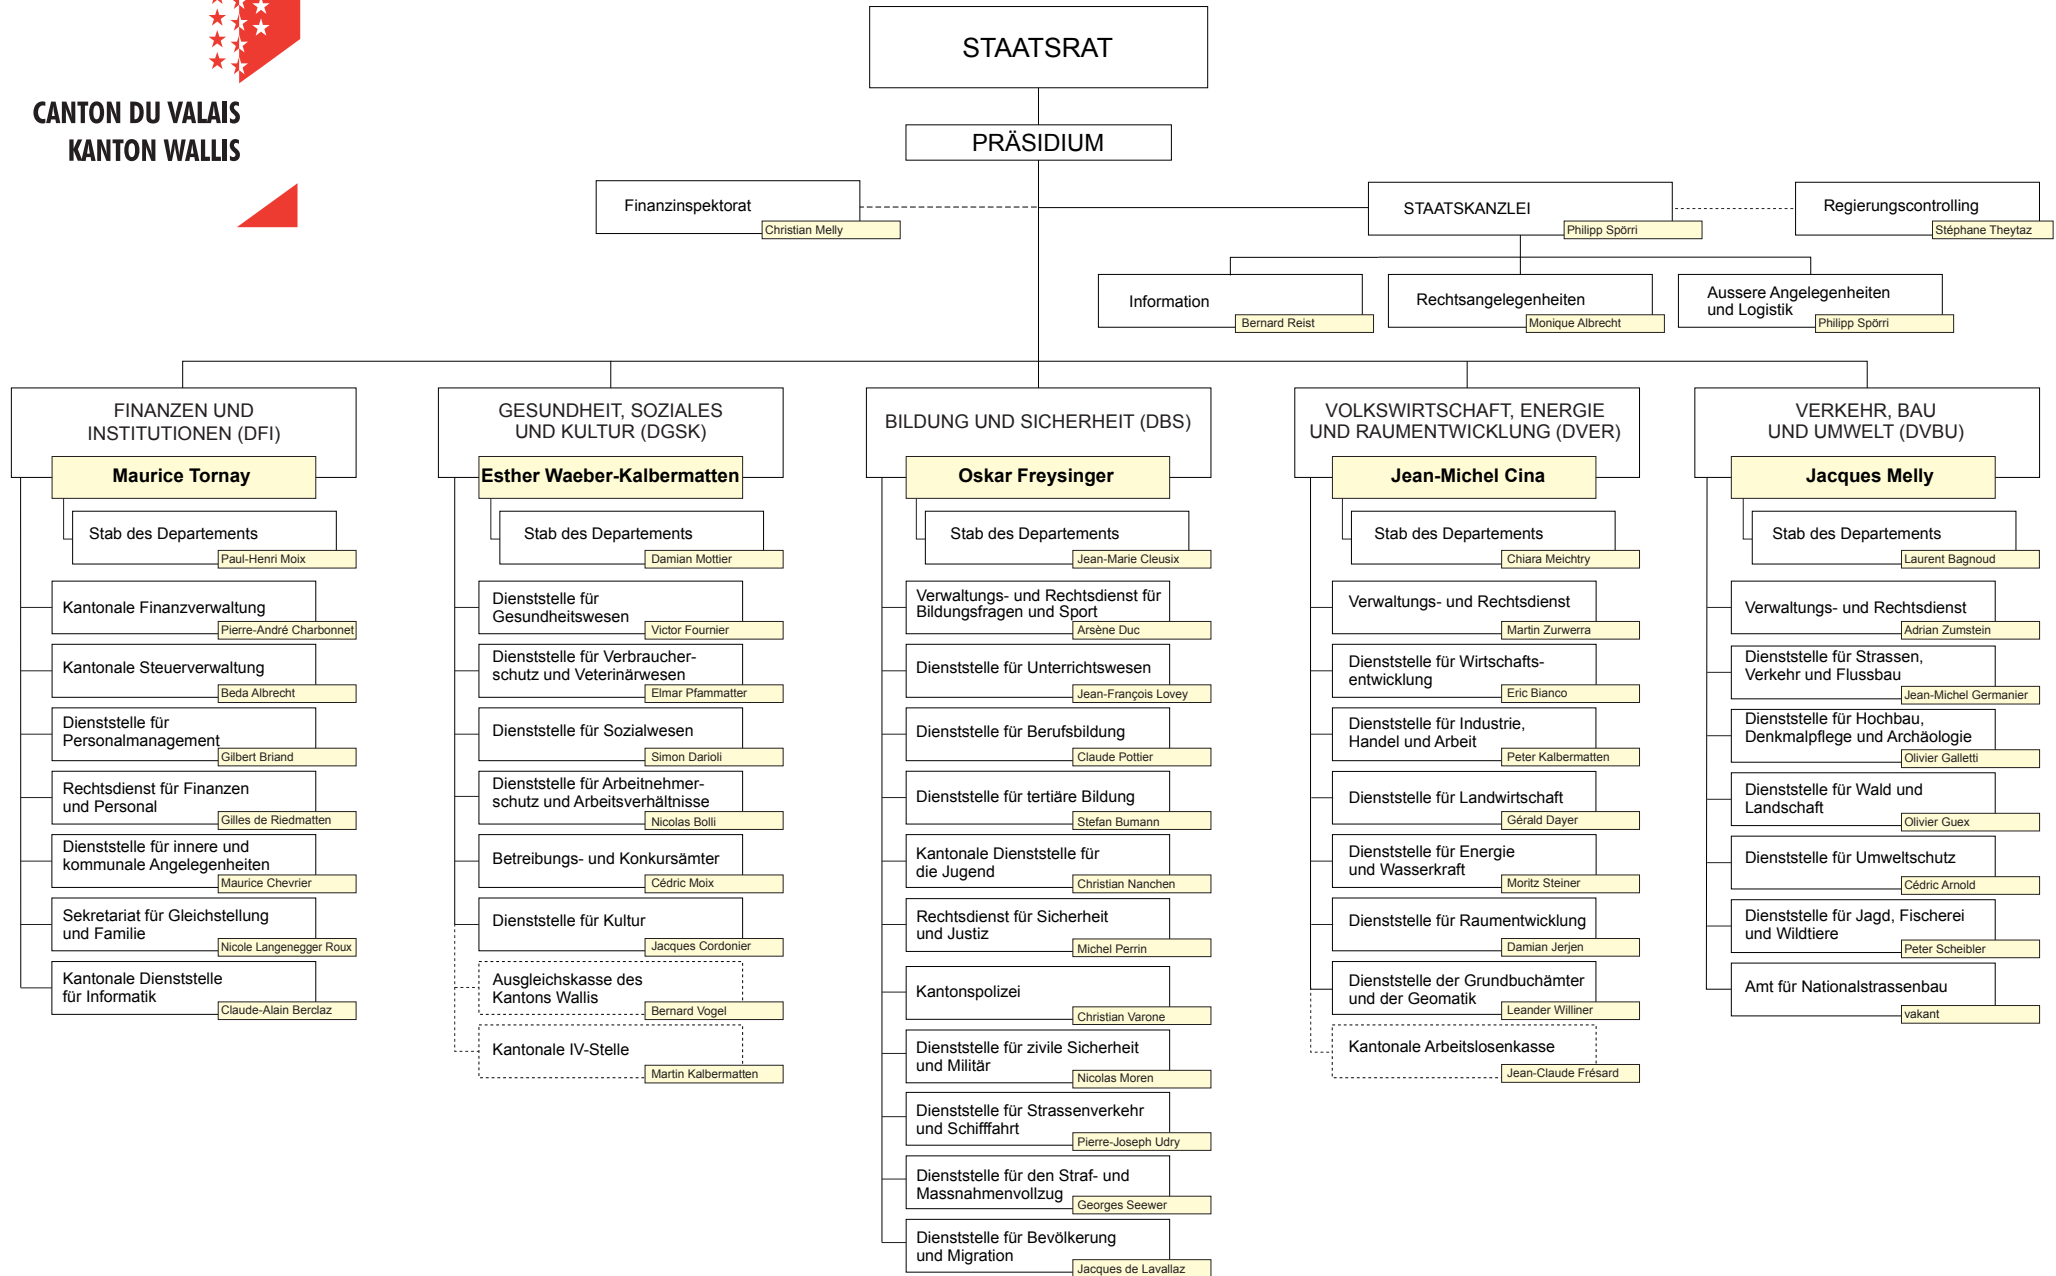 CANTON DU VALAIS
KANTON WALLIS
STAATSRAT
PRÄSIDIUM
Finanzinspektorat
Christian Melly
STAATSKANZLEI
Philipp Spörri
Regierungscontrolling
Stéphane Theytaz
Information
Bernard Reist
Rechtsangelegenheiten
Monique Albrecht
Aussere Angelegenheiten
und Logistik
Philipp Spörri
FINANZEN UND
INSTITUTIONEN (DFI)
Maurice Tornay
Stab des Departements
Paul-Henri Moix
Kantonale Finanzverwaltung
Pierre-André Charbonnet
Kantonale Steuerverwaltung
Beda Albrecht
Dienststelle für
Personalmanagement
Gilbert Briand
Rechtsdienst für Finanzen
und Personal
Gilles de Riedmatten
Dienststelle für innere und
kommunale Angelegenheiten
Maurice Chevrier
Sekretariat für Gleichstellung
und Familie
Nicole Langenegger Roux
Kantonale Dienststelle
für Informatik
Claude-Alain Berclaz
GESUNDHEIT, SOZIALES
UND KULTUR (DGSK)
Esther Waeber-Kalbermatten
Stab des Departements
Damian Mottier
Dienststelle für
Gesundheitswesen
Victor Fournier
Dienststelle für Verbraucher-
schutz und Veterinärwesen
Elmar Pfammatter
Dienststelle für Sozialwesen
Simon Darioli
Dienststelle für Arbeitnehmer-
schutz und Arbeitsverhältnisse
Nicolas Bolli
Betreibungs- und Konkursämter
Cédric Moix
Dienststelle für Kultur
Jacques Cordonier
Ausgleichskasse des
Kantons Wallis
Bernard Vogel
Kantonale IV-Stelle
Martin Kalbermatten
BILDUNG UND SICHERHEIT (DBS)
Oskar Freysinger
Stab des Departements
Jean-Marie Cleusix
Verwaltungs- und Rechtsdienst für
Bildungsfragen und Sport
Arsène Duc
Dienststelle für Unterrichtswesen
Jean-François Lovey
Dienststelle für Berufsbildung
Claude Pottier
Dienststelle für tertiäre Bildung
Stefan Bumann
Kantonale Dienststelle für
die Jugend
Christian Nanchen
Rechtsdienst für Sicherheit
und Justiz
Michel Perrin
Kantonspolizei
Christian Varone
Dienststelle für zivile Sicherheit
und Militär
Nicolas Moren
Dienststelle für Strassenverkehr
und Schifffahrt
Pierre-Joseph Udry
Dienststelle für den Straf- und
Massnahmenvollzug
Georges Seewer
Dienststelle für Bevölkerung
und Migration
Jacques de Lavallaz
VOLKSWIRTSCHAFT, ENERGIE
UND RAUMENTWICKLUNG (DVER)
Jean-Michel Cina
Stab des Departements
Chiara Meichtry
Verwaltungs- und Rechtsdienst
Martin Zurwerra
Dienststelle für Wirtschafts-
entwicklung
Eric Bianco
Dienststelle für Industrie,
Handel und Arbeit
Peter Kalbermatten
Dienststelle für Landwirtschaft
Gérald Dayer
Dienststelle für Energie
und Wasserkraft
Moritz Steiner
Dienststelle für Raumentwicklung
Damian Jerjen
Dienststelle der Grundbuchämter
und der Geomatik
Leander Williner
Kantonale Arbeitslosenkasse
Jean-Claude Frésard
VERKEHR, BAU
UND UMWELT (DVBU)
Jacques Melly
Stab des Departements
Laurent Bagnoud
Verwaltungs- und Rechtsdienst
Adrian Zumstein
Dienststelle für Strassen,
Verkehr und Flussbau
Jean-Michel Germanier
Dienststelle für Hochbau,
Denkmalpflege und Archäologie
Olivier Galletti
Dienststelle für Wald und
Landschaft
Olivier Guex
Dienststelle für Umweltschutz
Cédric Arnold
Dienststelle für Jagd, Fischerei
und Wildtiere
Peter Scheibler
Amt für Nationalstrassenbau
vakant